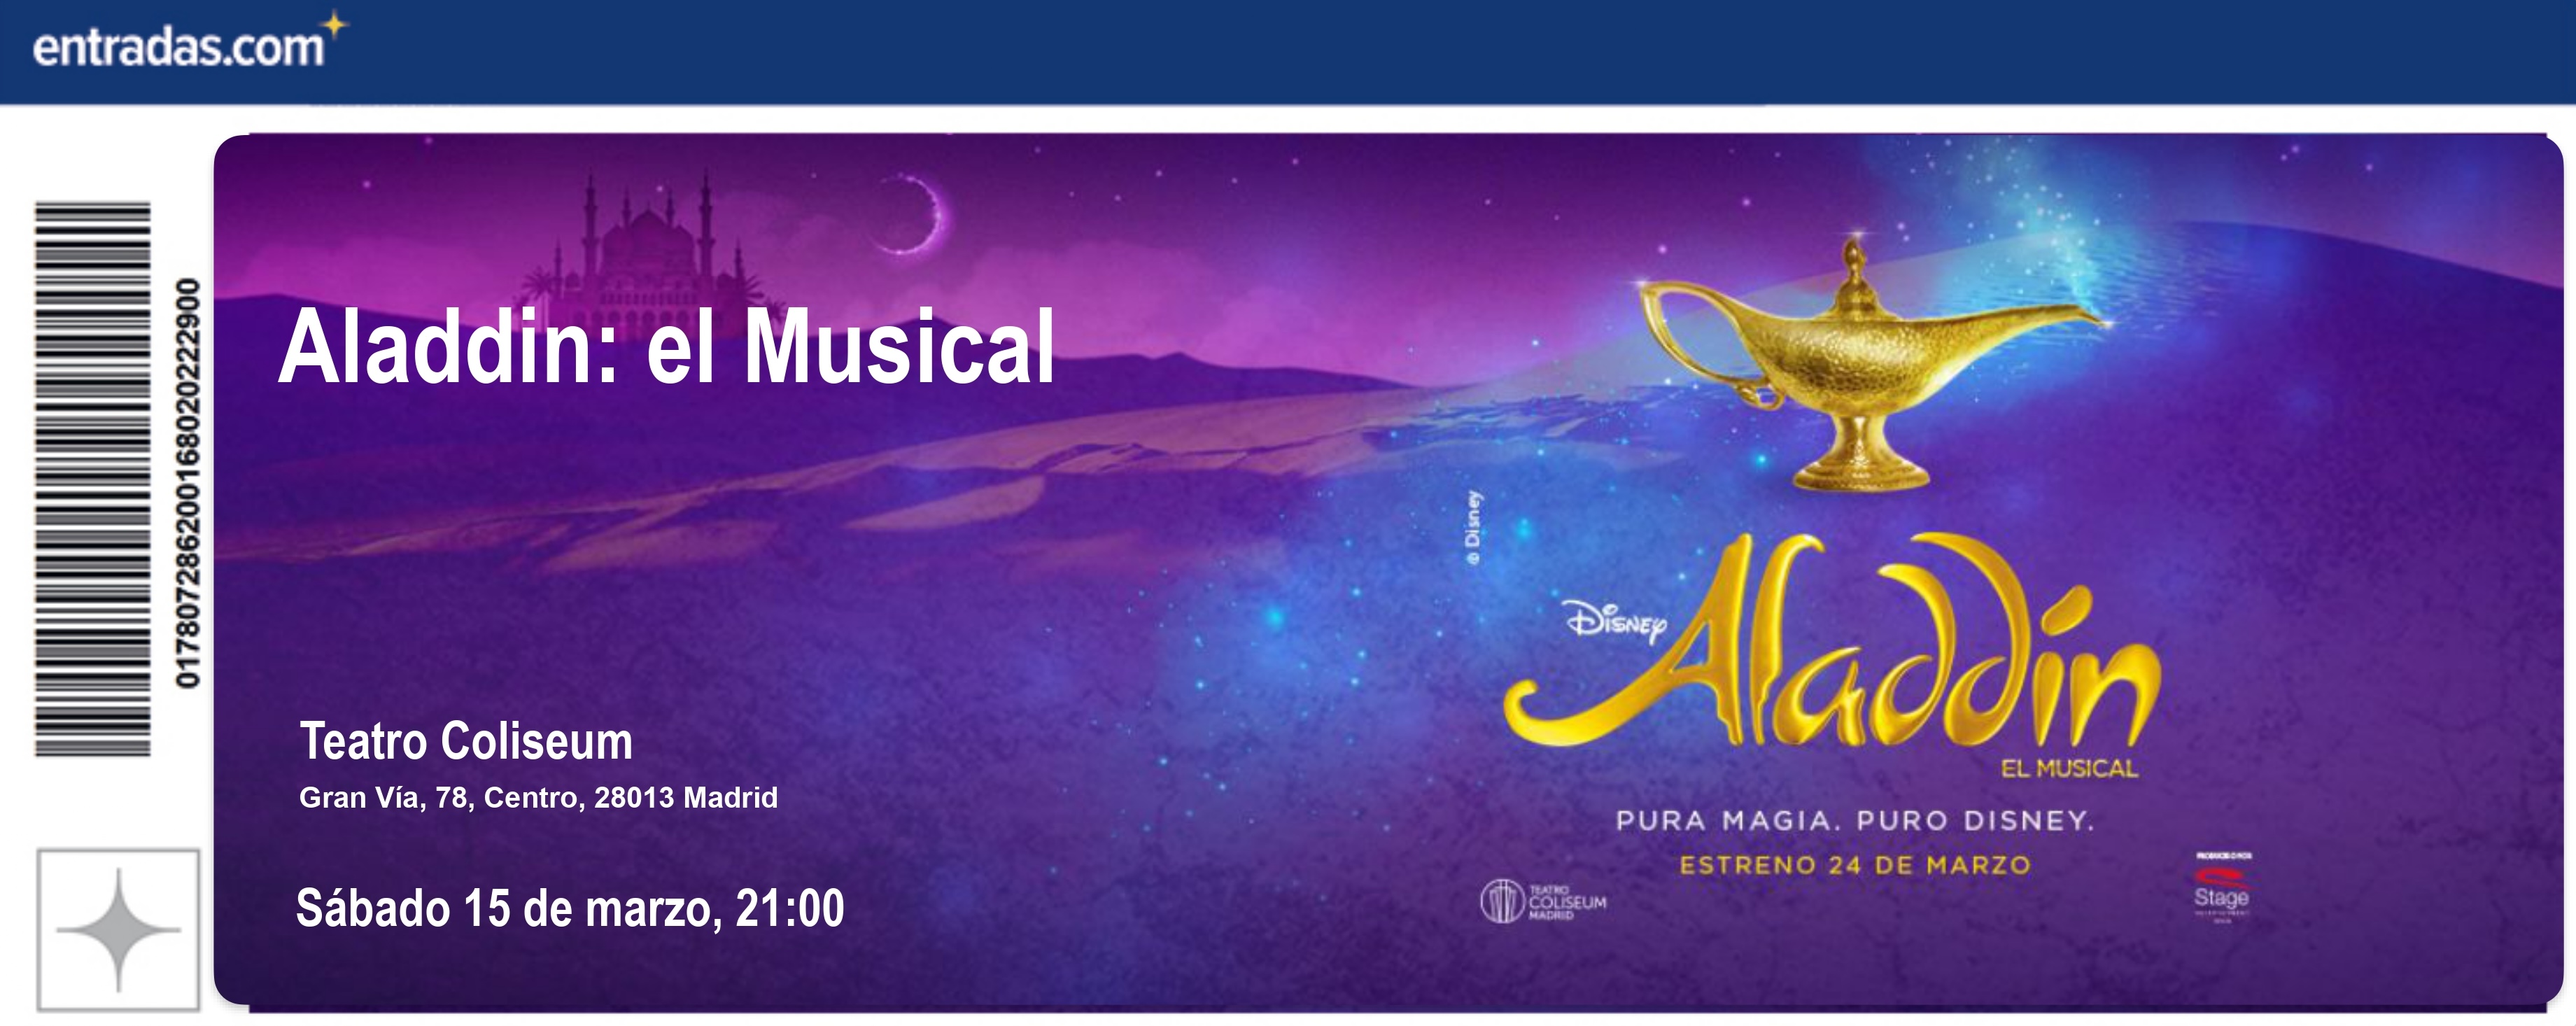 entradas.com
017807286200168020222900
Aladdin: el Musical
© Disney
Disney
Aladdin
EL MUSICAL
Teatro Coliseum
Gran Vía, 78, Centro, 28013 Madrid
PURA MAGIA. PURO DISNEY.
ESTRENO 24 DE MARZO
Sábado 15 de marzo, 21:00
TEATRO
COLISEUM
MADRID
Stage